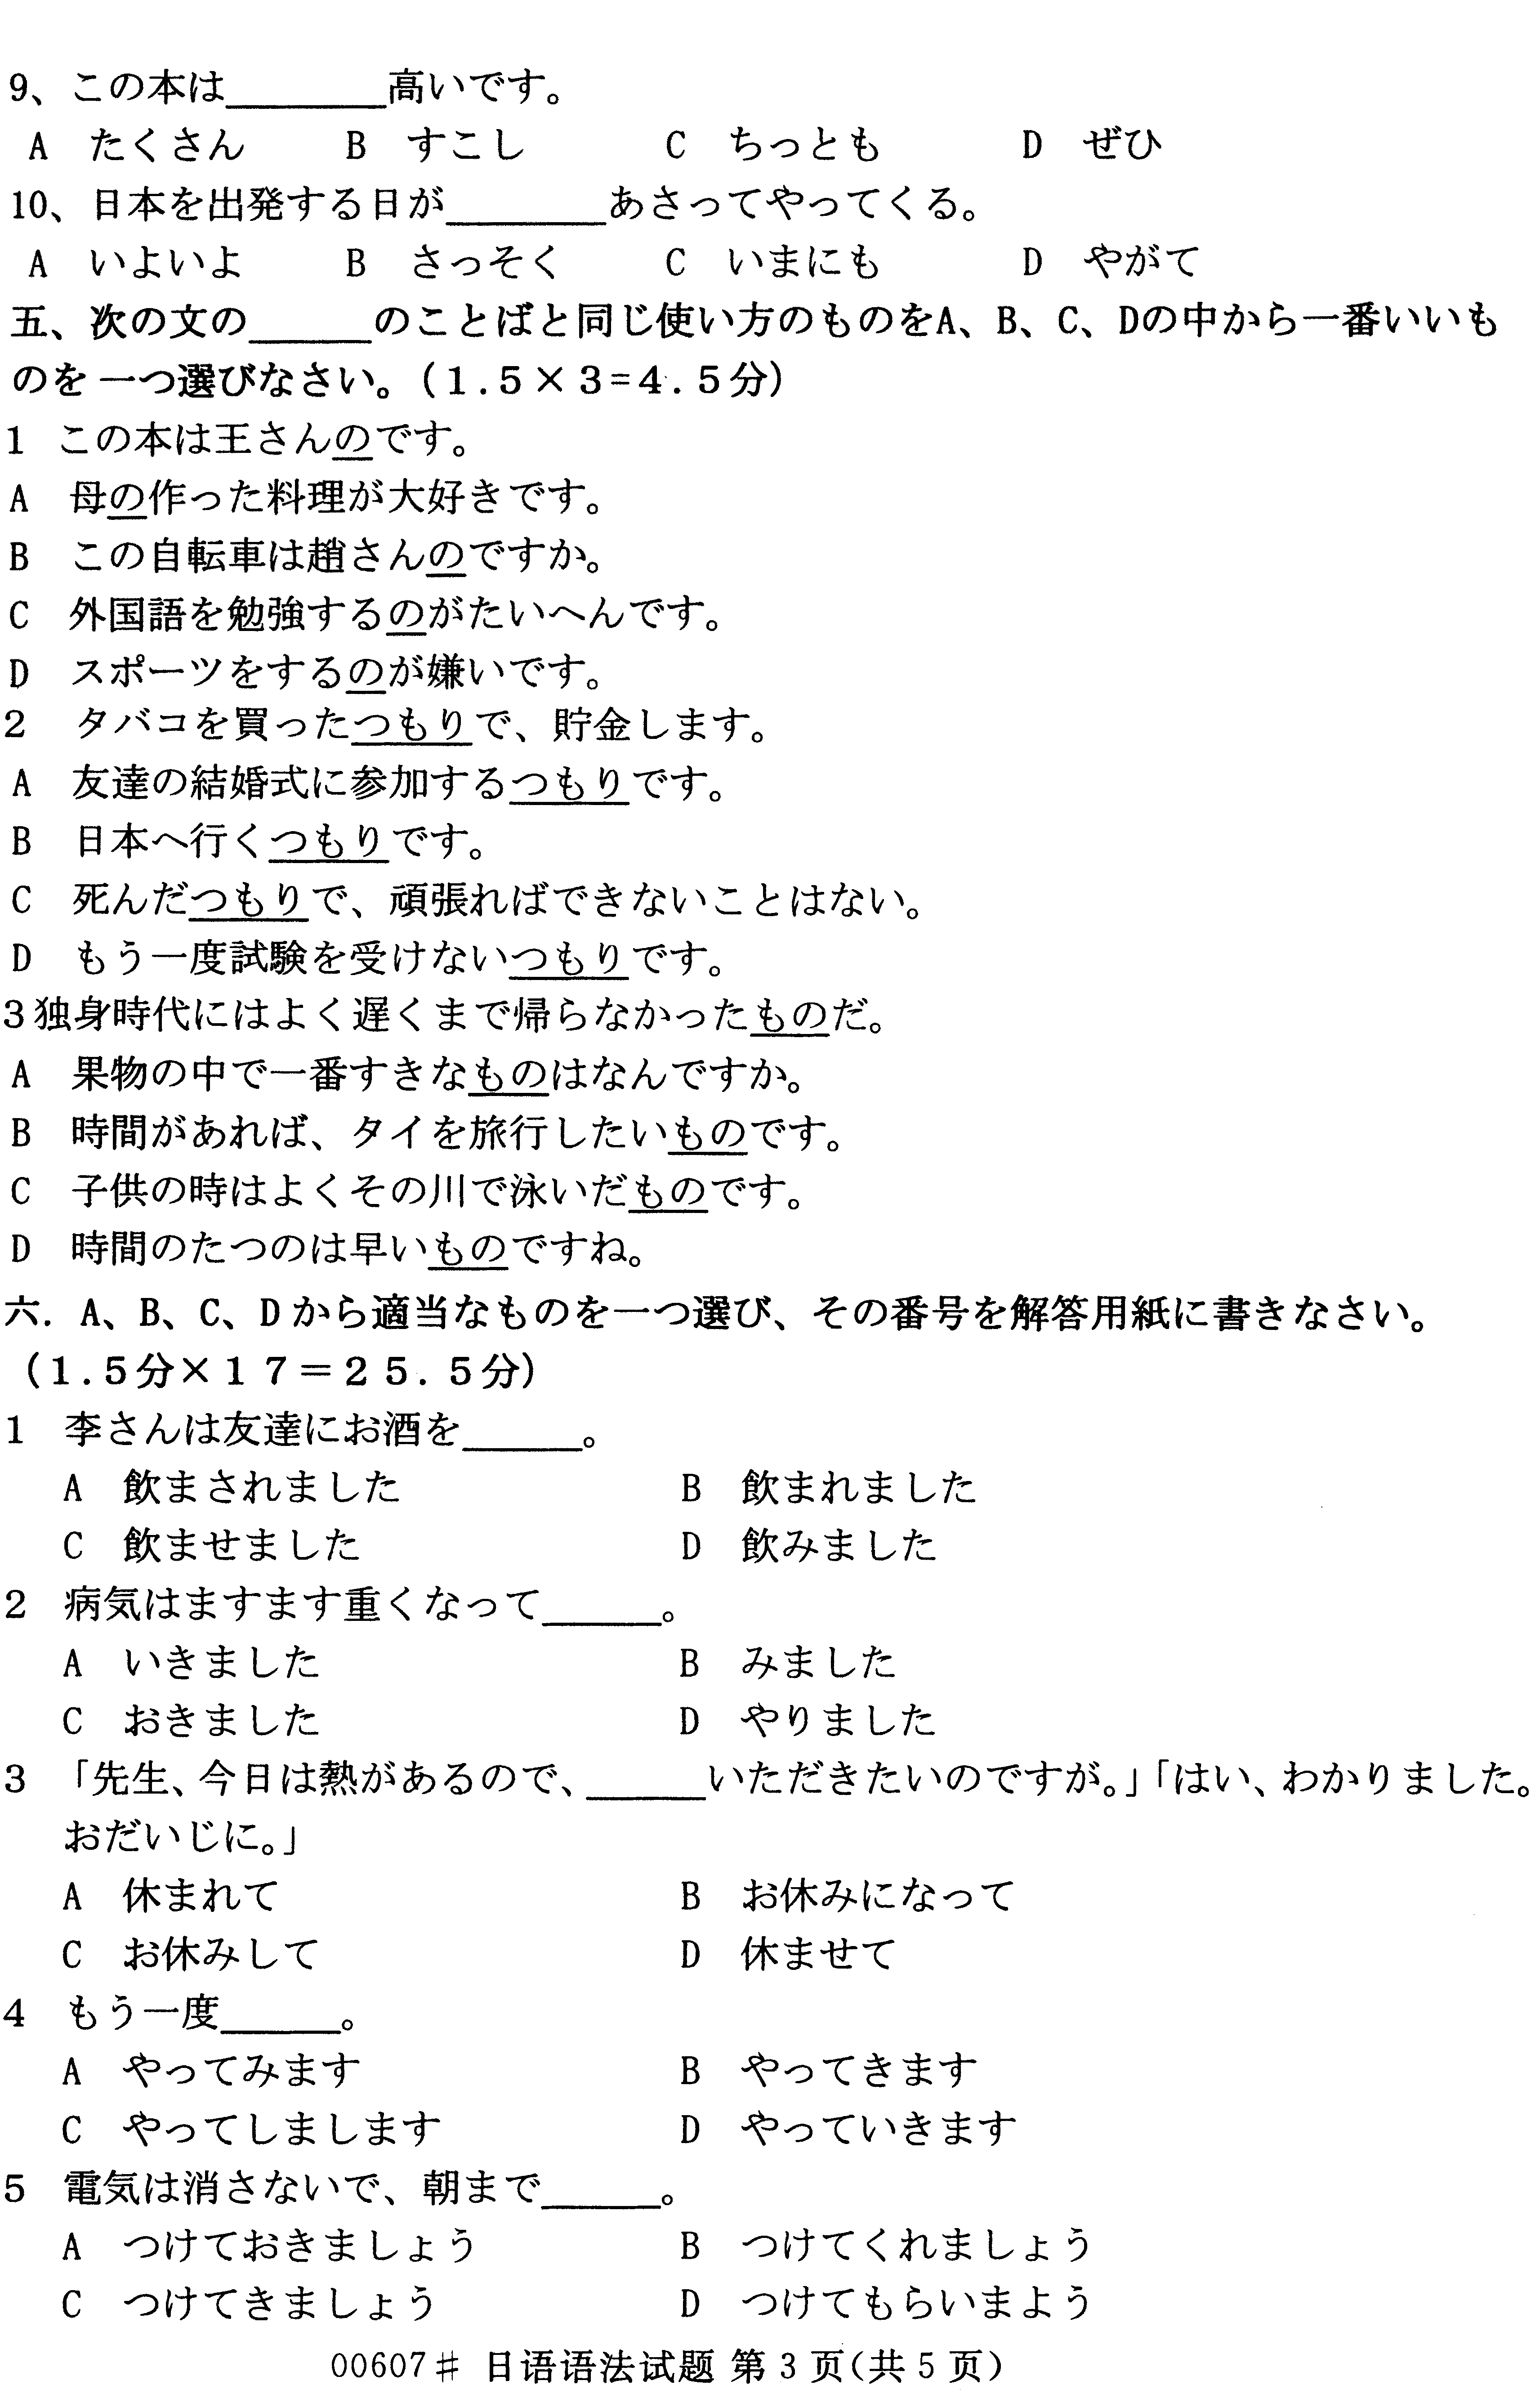 9、この本は________高いです。
A　たくさん　　B　すこし　　C　ちっとも　　D　ぜひ
10、日本を出発する日が________あさってやってくる。
A　いよいよ　　B　さっそく　　C　いまにも　　D　やがて
五、次の文の______のことばと同じ使い方のものをA、B、C、Dの中から一番いいも
のを一つ選びなさい。（１.５×３=４.５分）
1　この本は王さんのです。
A　母の作った料理が大好きです。
B　この自転車は趙さんのですか。
C　外国語を勉強するのがたいへんです。
D　スポーツをするのが嫌いです。
2　タバコを買ったつもりで、貯金します。
A　友達の結婚式に参加するつもりです。
B　日本へ行くつもりです。
C　死んだつもりで、頑張ればできないことはない。
D　もう一度試験を受けないつもりです。
3独身時代にはよく遅くまで帰らなかったものだ。
A　果物の中で一番すきなものはなんですか。
B　時間があれば、タイを旅行したいものです。
C　子供の時はよくその川で泳いだものです。
D　時間のたつのは早いものですね。
六．A、B、C、Dから適当なものを一つ選び、その番号を解答用紙に書きなさい。
（１.５分×１７＝２５.５分）
1　李さんは友達にお酒を______。
A　飲まされました　　B　飲まれました
C　飲ませました　　D　飲みました
2　病気はますます重くなって______。
A　いきました　　B　みました
C　おきました　　D　やりました
3　「先生、今日は熱があるので、______いただきたいのですが。」「はい、わかりました。
おだいじに。」
A　休まれて　　B　お休みになって
C　お休みして　　D　休ませて
4　もう一度______。
A　やってみます　　B　やってきます
C　やってしまします　　D　やっていきます
5　電気は消さないで、朝まで______。
A　つけておきましょう　　B　つけてくれましょう
C　つけてきましょう　　D　つけてもらいまよう
00607＃ 日语语法试题 第 3 页（共 5 页）